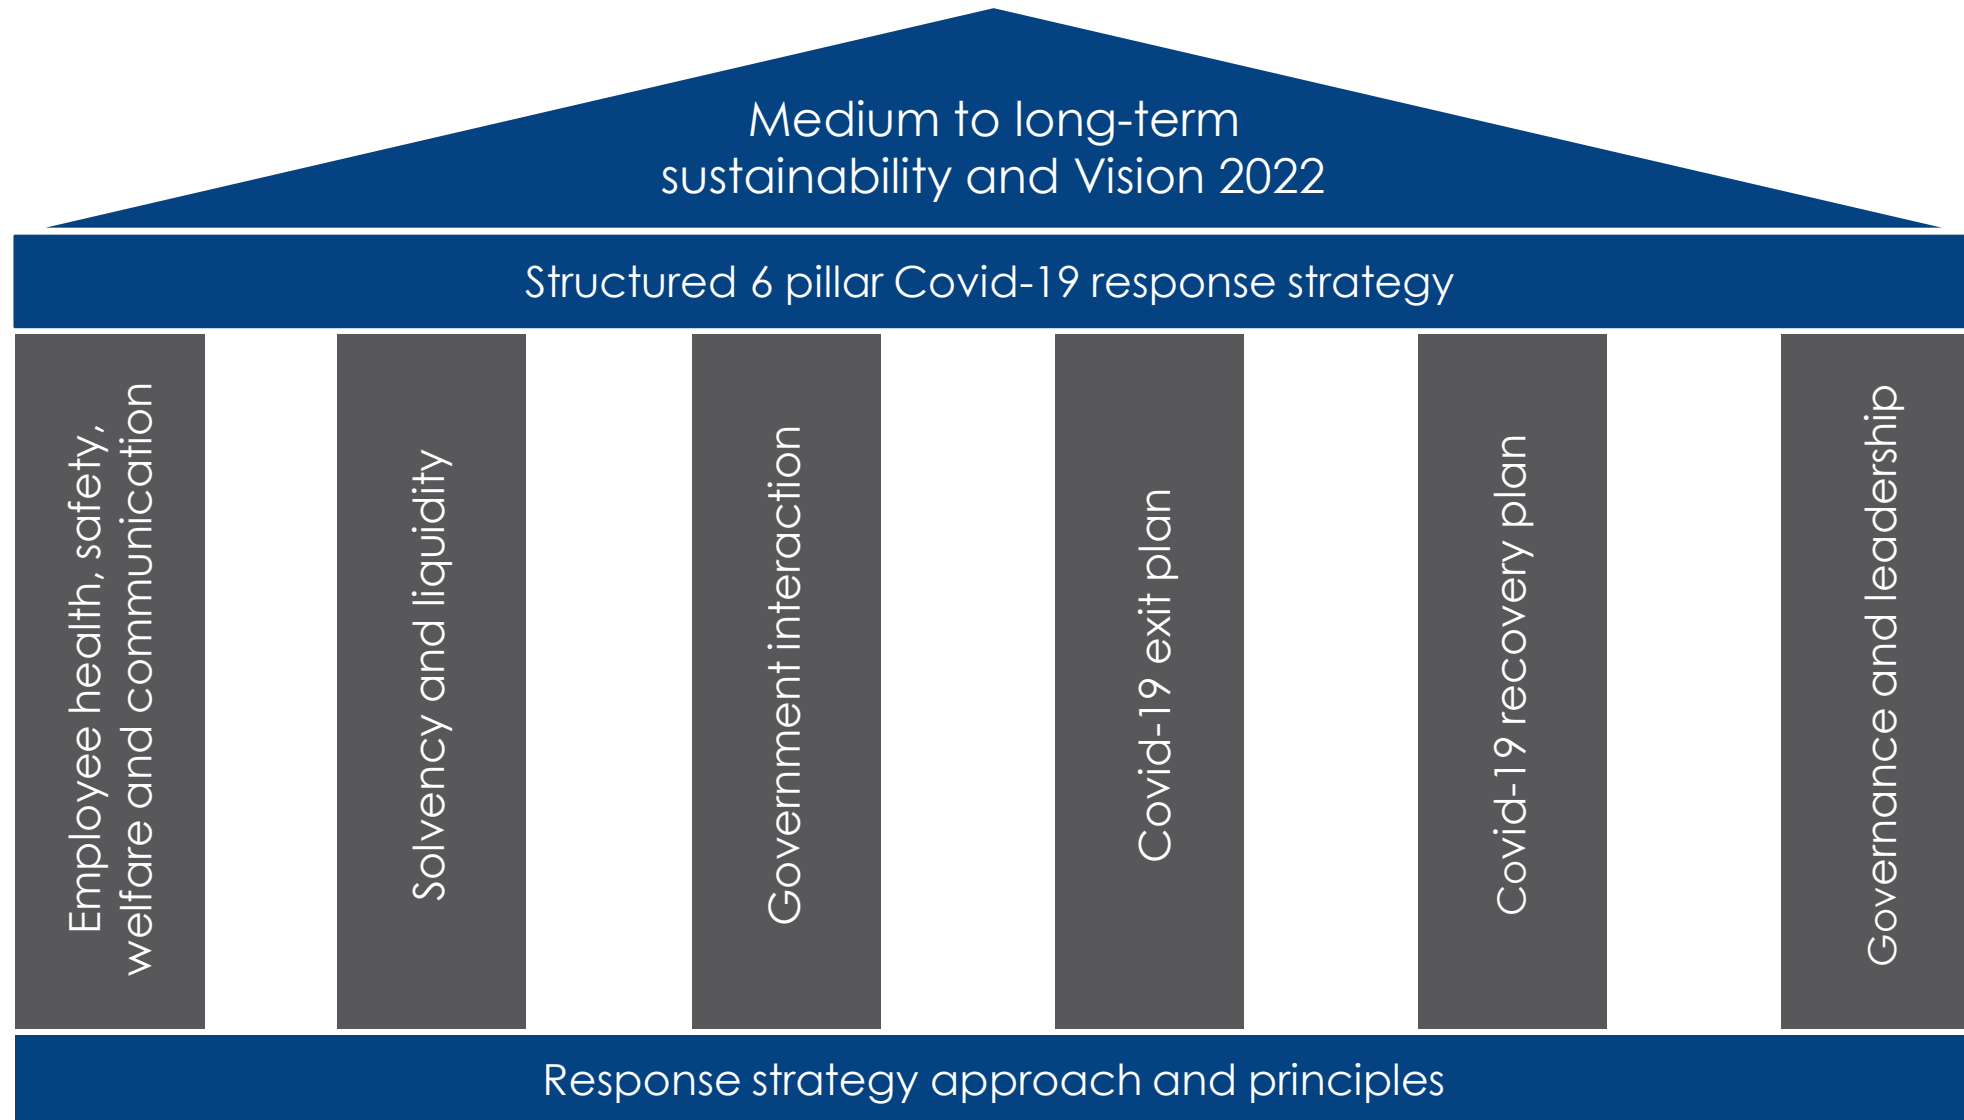 Medium to long-term
sustainability and Vision 2022
Structured 6 pillar Covid-19 response strategy
Employee health, safety,
welfare and communication
Solvency and liquidity
Government interaction
Covid-19 exit plan
Covid-19 recovery plan
Governance and leadership
Response strategy approach and principles